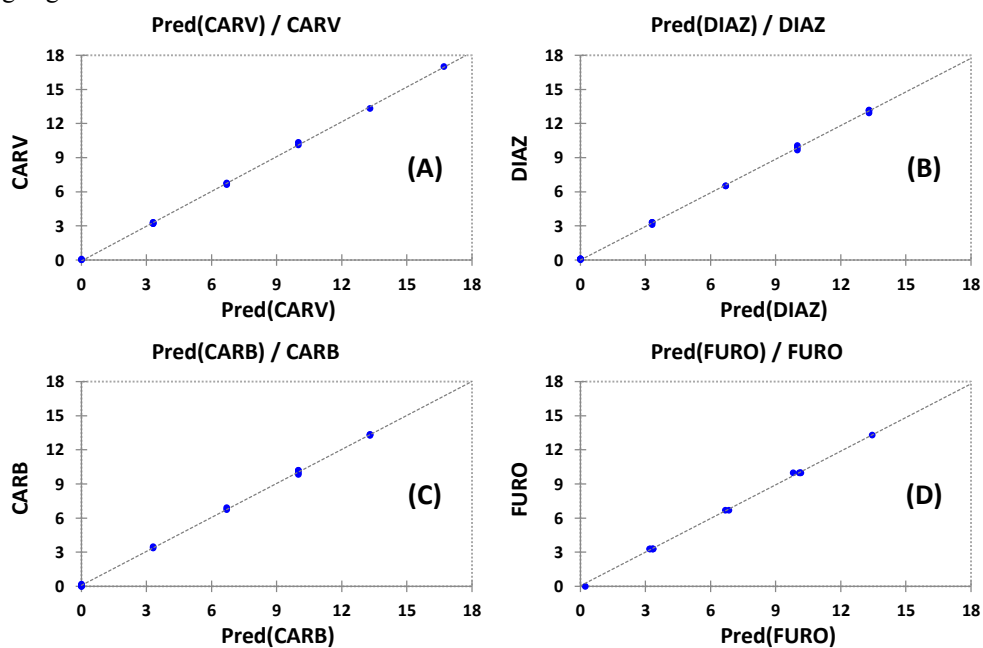 Pred(CARV) / CARV
18
15
12
9
6
3
0
CARV
(A)
0 3 6 9 12 15 18
Pred(CARV)
Pred(DIAZ) / DIAZ
18
15
12
9
6
3
0
DIAZ
(B)
0 3 6 9 12 15 18
Pred(DIAZ)
Pred(CARB) / CARB
18
15
12
9
6
3
0
CARB
(C)
0 3 6 9 12 15 18
Pred(CARB)
Pred(FURO) / FURO
18
15
12
9
6
3
0
FURO
(D)
0 3 6 9 12 15 18
Pred(FURO)